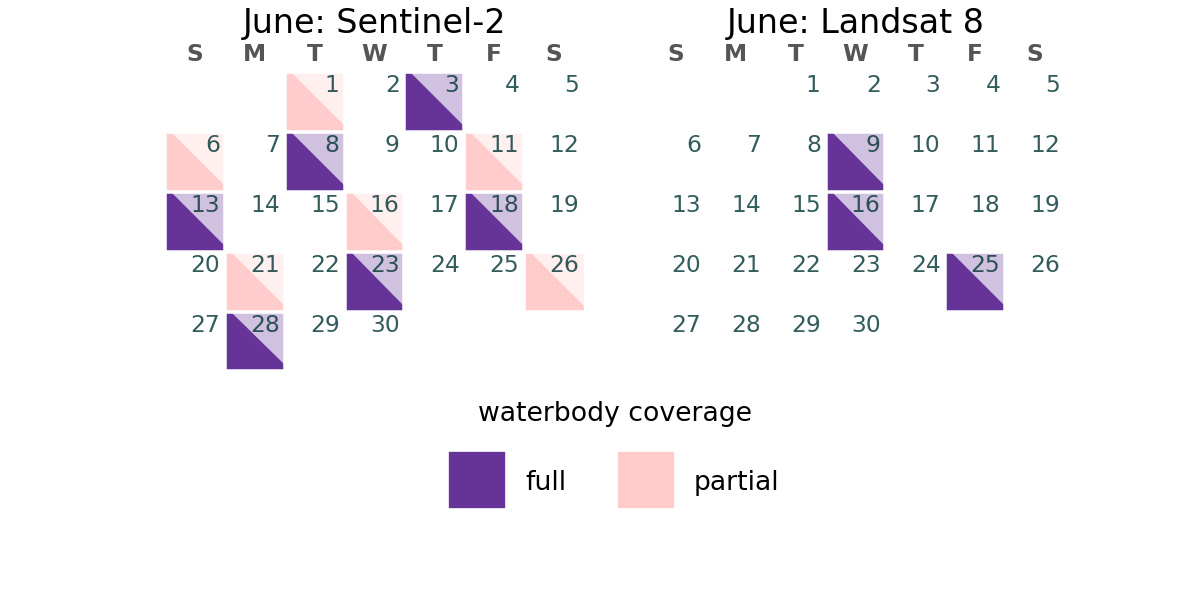 June: Sentinel-2
S M T W T F S
1 2 3 4 5
6 7 8 9 10 11 12
13 14 15 16 17 18 19
20 21 22 23 24 25 26
27 28 29 30
June: Landsat 8
S M T W T F S
1 2 3 4 5
6 7 8 9 10 11 12
13 14 15 16 17 18 19
20 21 22 23 24 25 26
27 28 29 30
waterbody coverage
full
partial